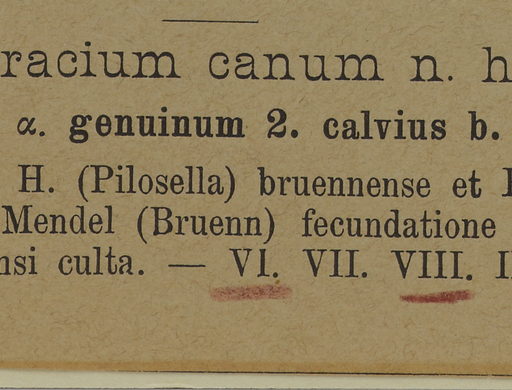 racium canum n. h
α. genuinum 2. calvius b.
H. (Pilosella) bruennense et
Mendel (Bruenn) fecundatione
nsi culta. — VI. VII. VIII. I